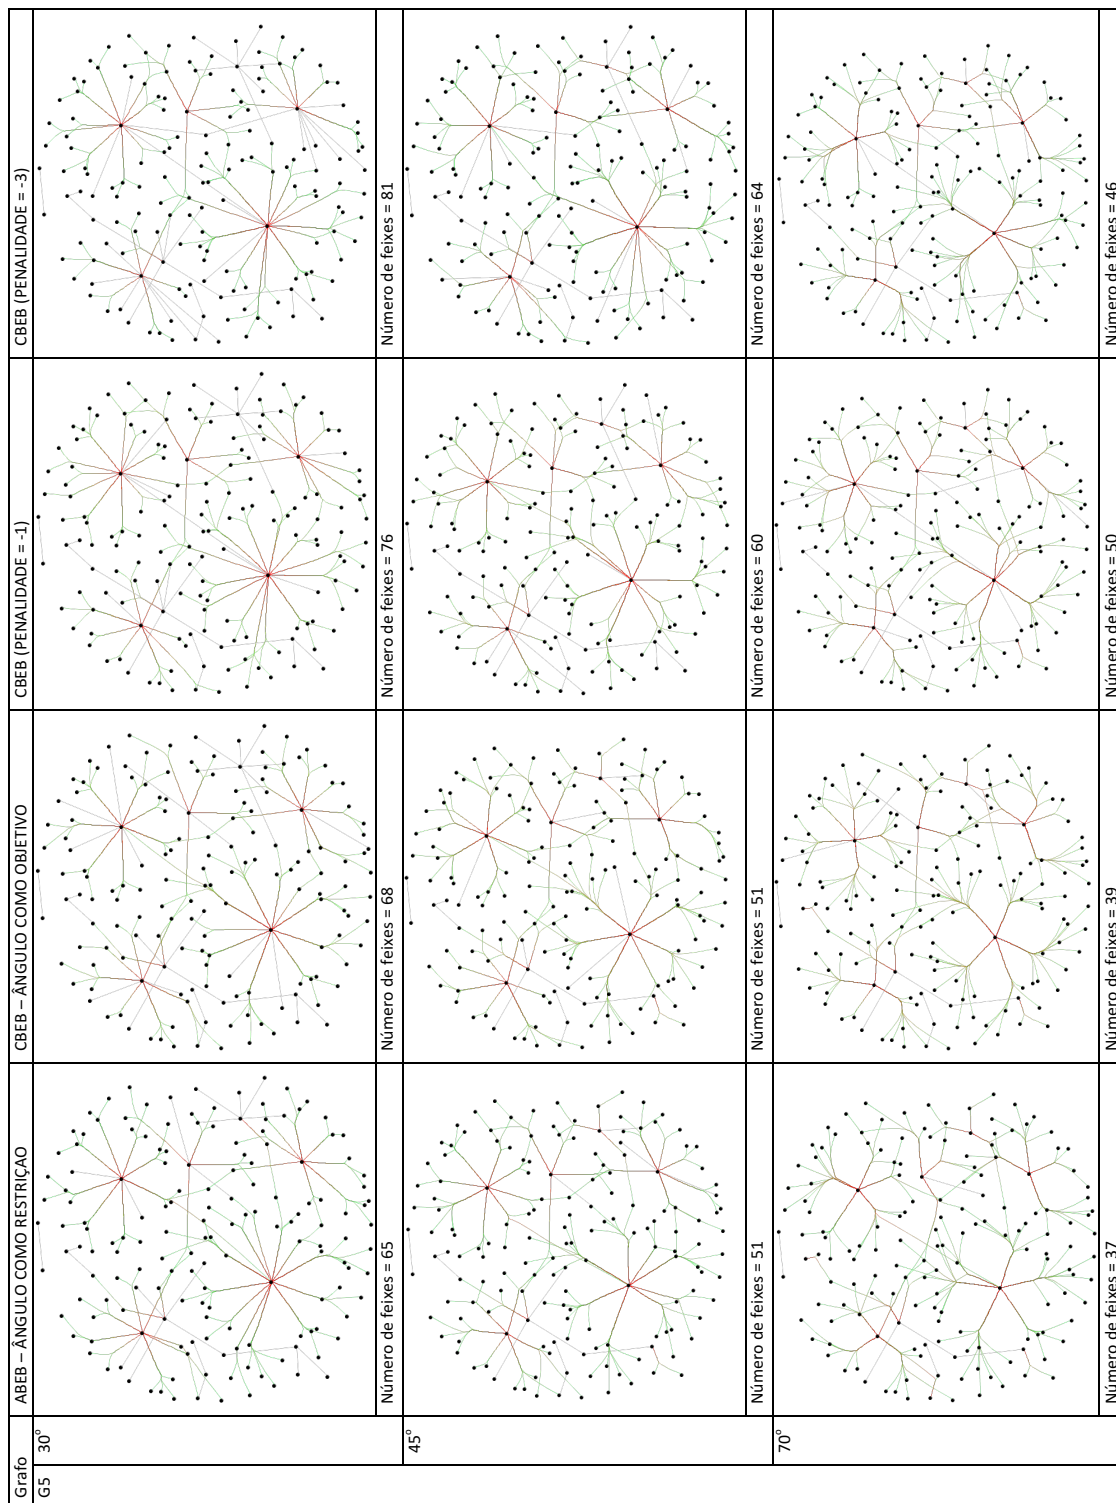 Grafo
ABEB – ÂNGULO COMO RESTRIÇAO
CBEB – ÂNGULO COMO OBJETIVO
CBEB (PENALIDADE = -1)
CBEB (PENALIDADE = -3)
G5
30°
Número de feixes = 65
Número de feixes = 68
Número de feixes = 76
Número de feixes = 81
45°
Número de feixes = 51
Número de feixes = 51
Número de feixes = 60
Número de feixes = 64
70°
Número de feixes = 37
Número de feixes = 39
Número de feixes = 50
Número de feixes = 46